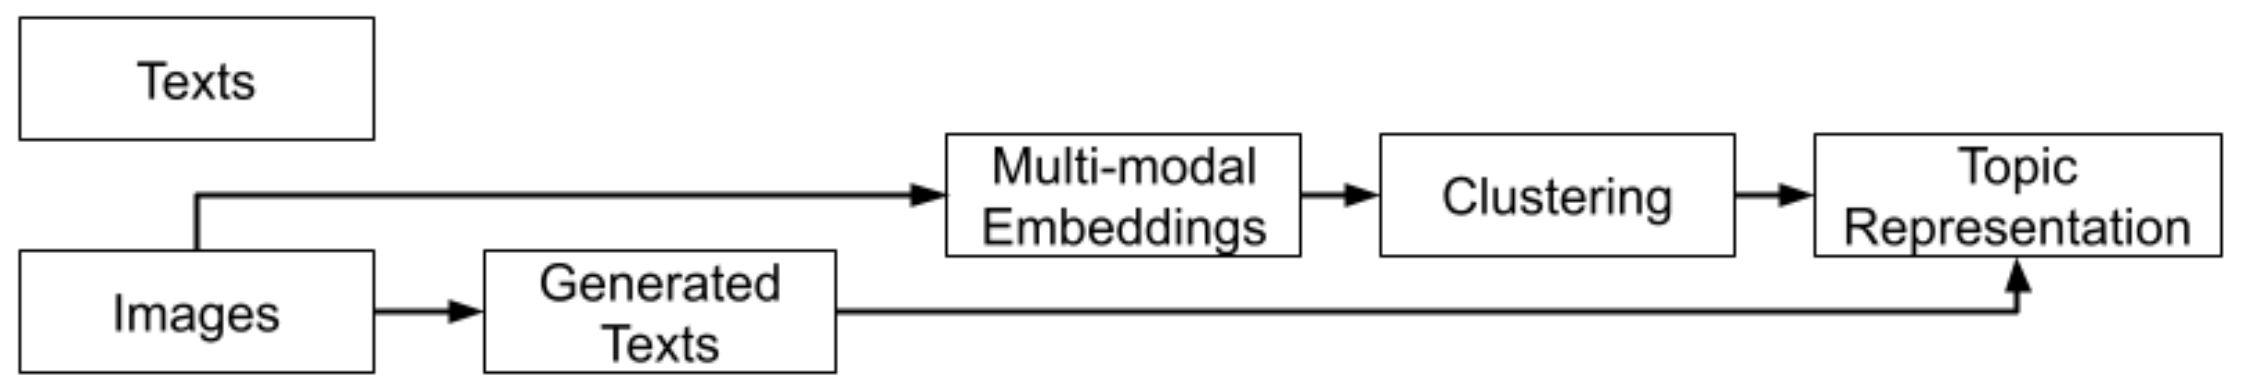 Texts
Images
Generated
Texts
Multi-modal
Embeddings
Clustering
Topic
Representation